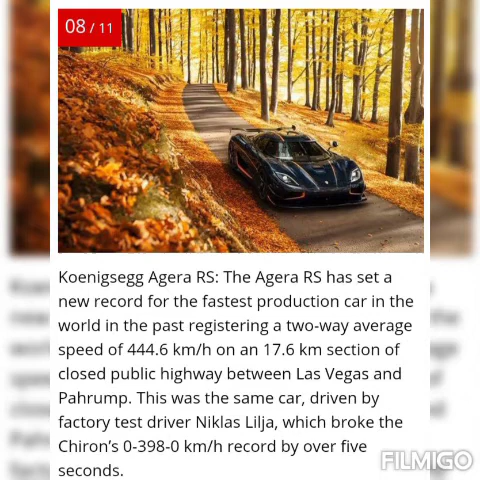 08 / 11
Koenigsegg Agera RS: The Agera RS has set a
new record for the fastest production car in the
world in the past registering a two-way average
speed of 444.6 km/h on an 17.6 km section of
closed public highway between Las Vegas and
Pahrump. This was the same car, driven by
factory test driver Niklas Lilja, which broke the
Chiron’s 0-398-0 km/h record by over five
seconds.
FILMIGO